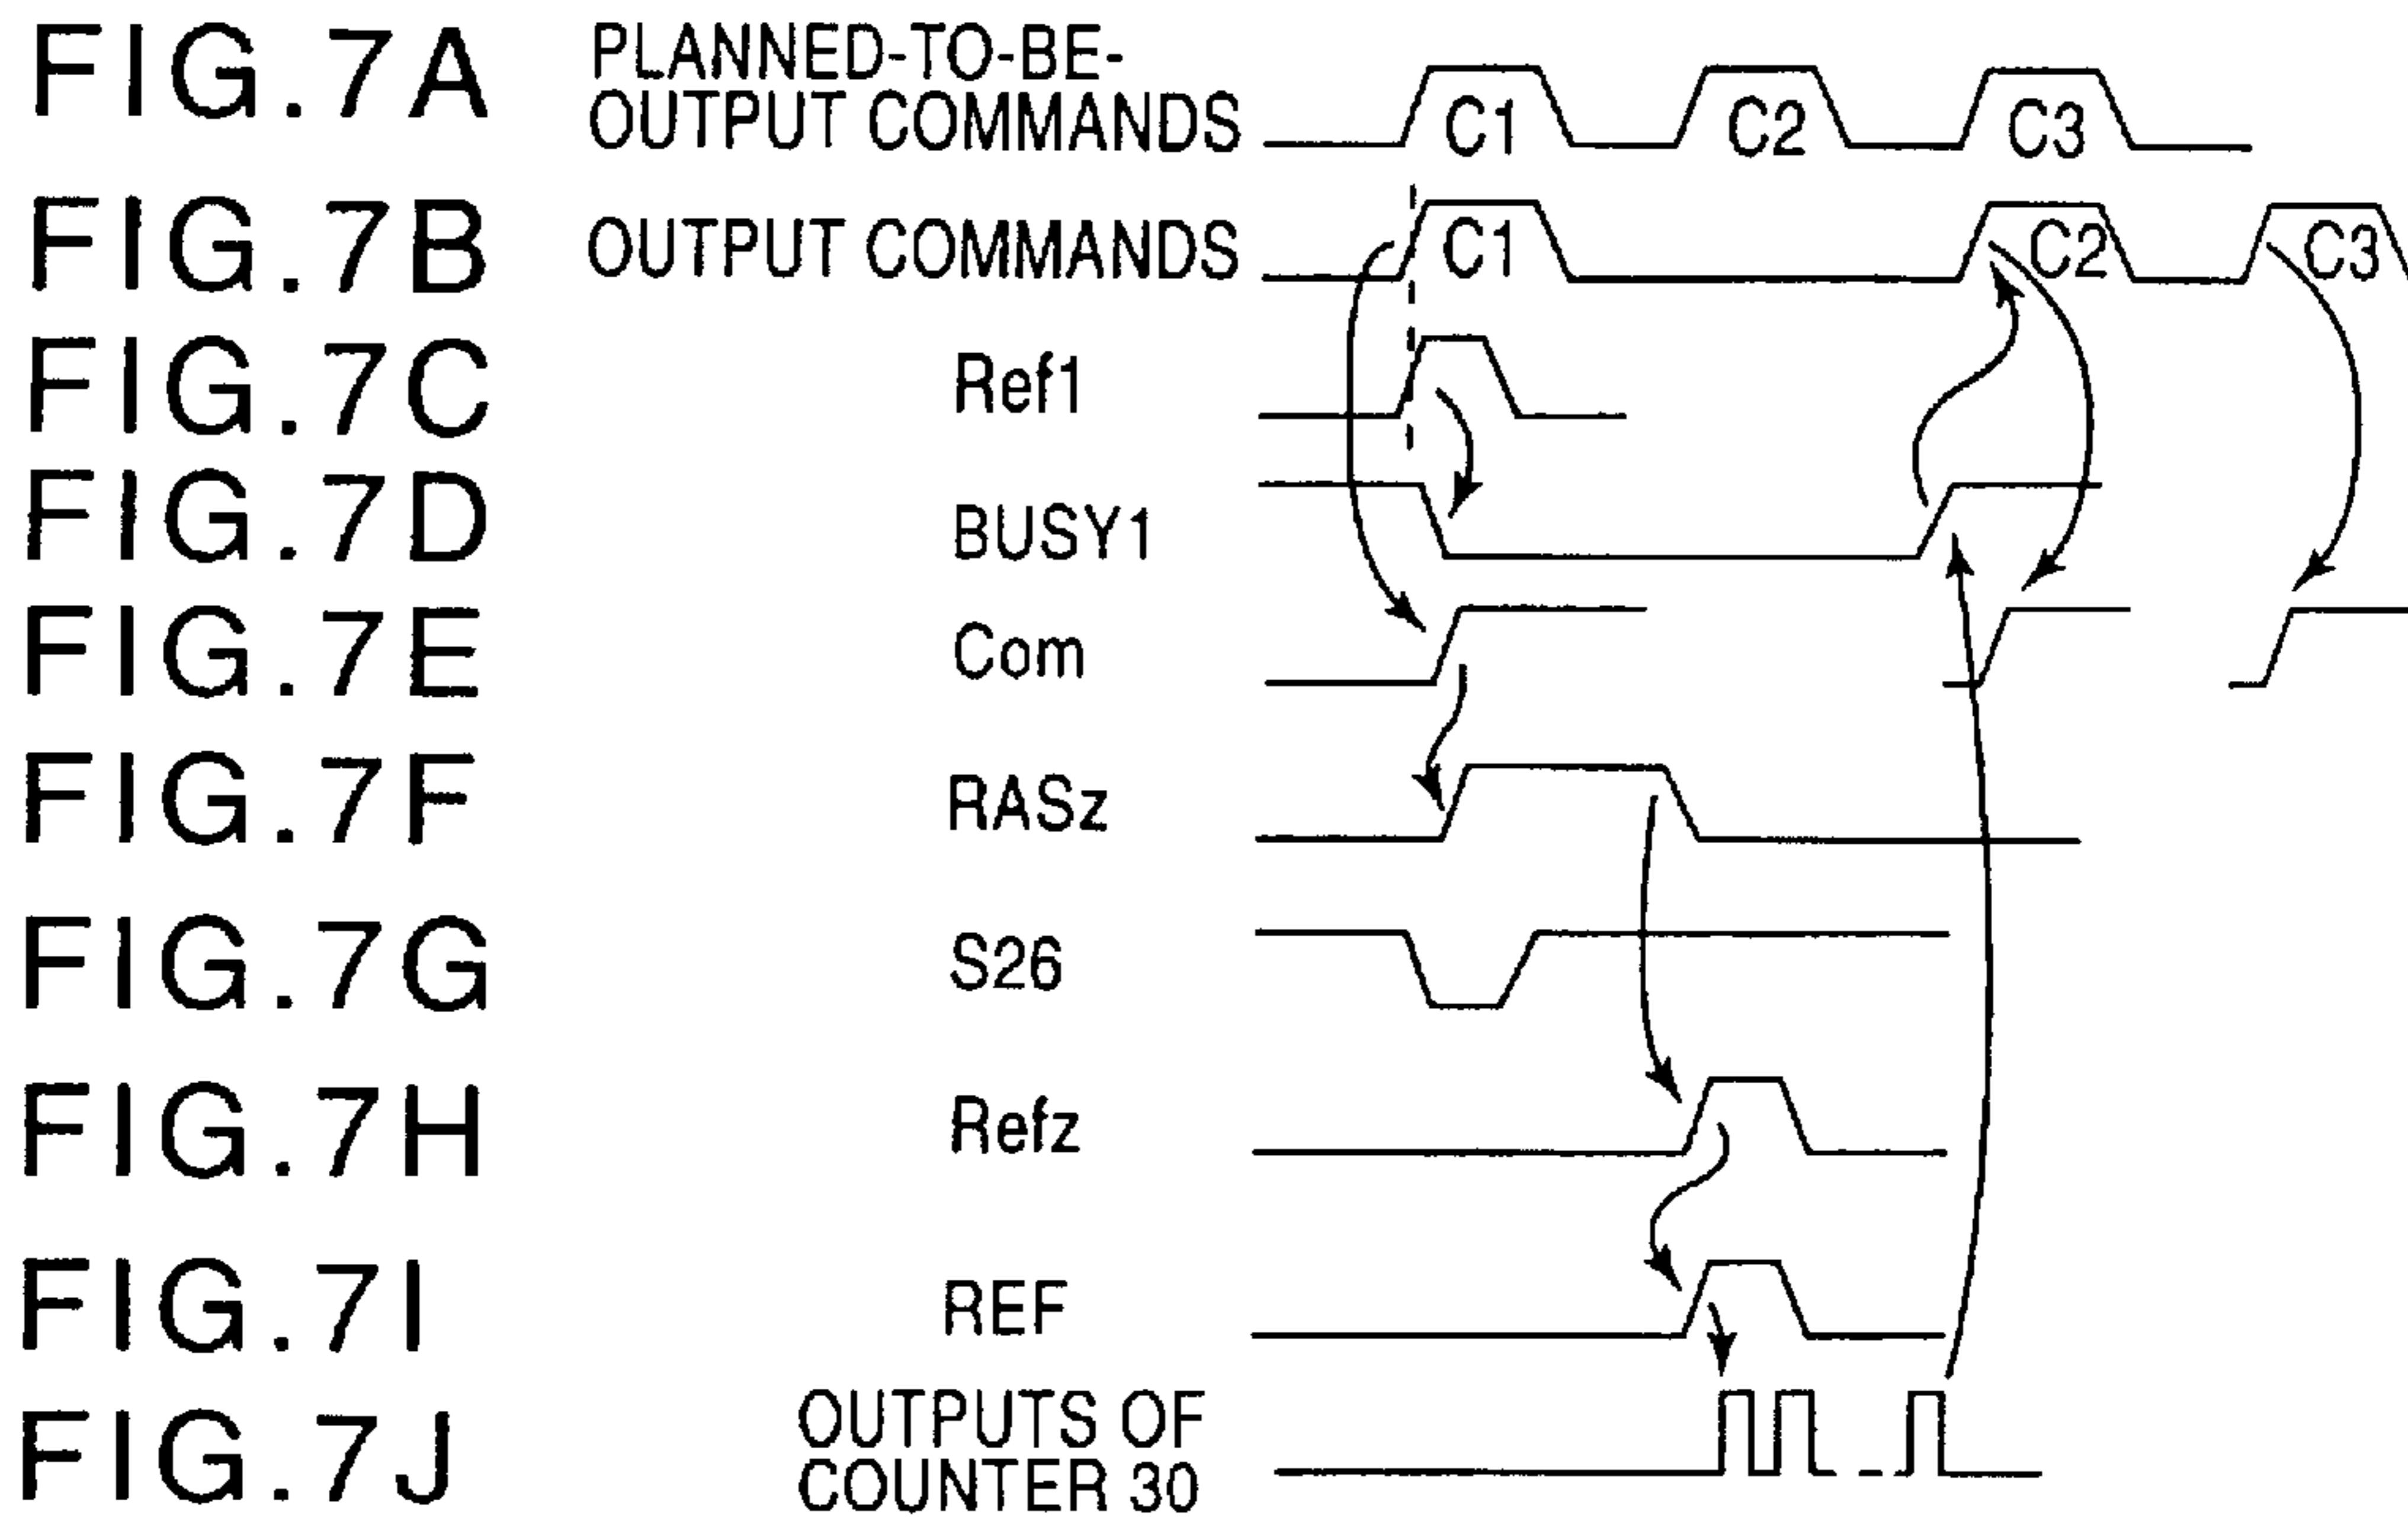 FIG.7A PLANNED-TO-BE-
OUTPUT COMMANDS C1 C2 C3
FIG.7B OUTPUT COMMANDS C1 C2 C3
FIG.7C Ref1
FIG.7D BUSY1
FIG.7E Com
FIG.7F RASz
FIG.7G S26
FIG.7H Refz
FIG.7I REF
FIG.7J OUTPUTS OF
COUNTER 30